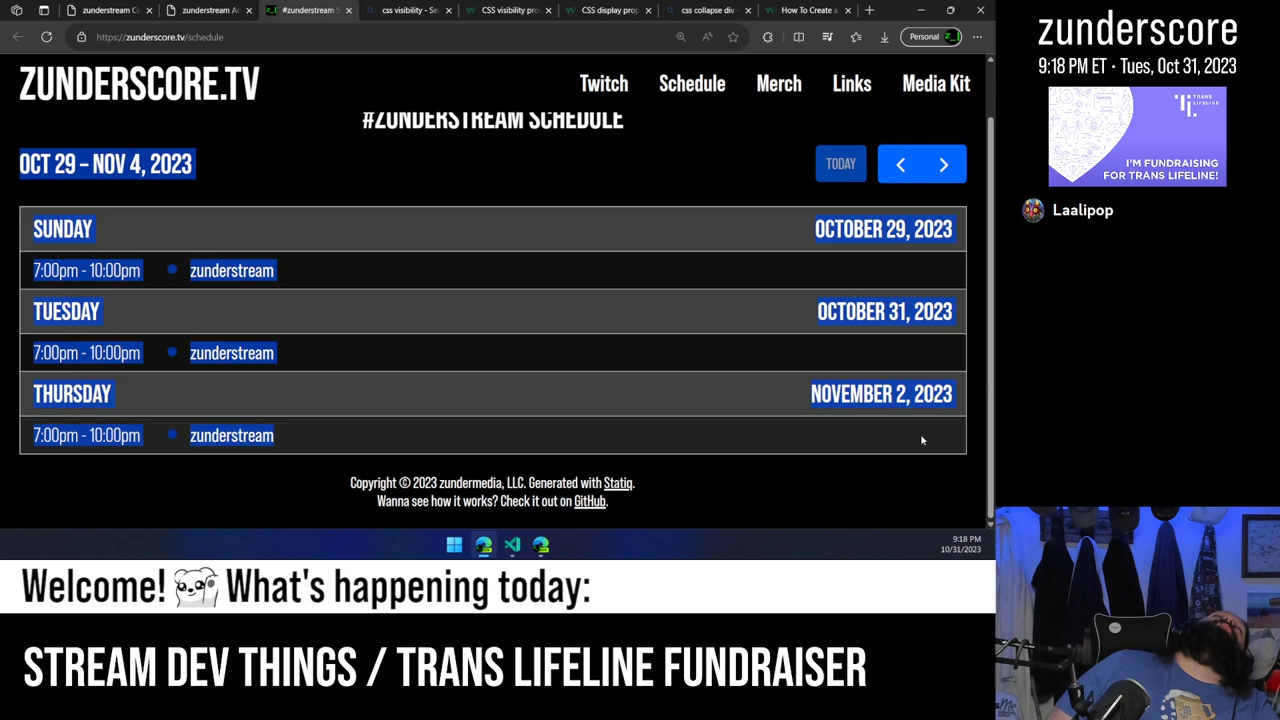 zunderstream Co
zunderstream Ac
#zunderstream S
css visibility - Se
CSS visibility pro
CSS display prop
css collapse div -
How To Create a
https://zunderscore.tv/schedule
Personal
ZUNDERSCORE.TV
Twitch
Schedule
Merch
Links
Media Kit
#ZUNDERSTREAM SCHEDULE
OCT 29 – NOV 4, 2023
TODAY
SUNDAY
OCTOBER 29, 2023
7:00pm - 10:00pm
zunderstream
TUESDAY
OCTOBER 31, 2023
7:00pm - 10:00pm
zunderstream
THURSDAY
NOVEMBER 2, 2023
7:00pm - 10:00pm
zunderstream
Copyright © 2023 zundermedia, LLC. Generated with Statiq.
Wanna see how it works? Check it out on GitHub.
9:18 PM
10/31/2023
Welcome! What's happening today:
STREAM DEV THINGS / TRANS LIFELINE FUNDRAISER
zunderscore
9:18 PM ET · Tues, Oct 31, 2023
TRANS
LIFELINE
I'M FUNDRAISING
FOR TRANS LIFELINE!
Laalipop